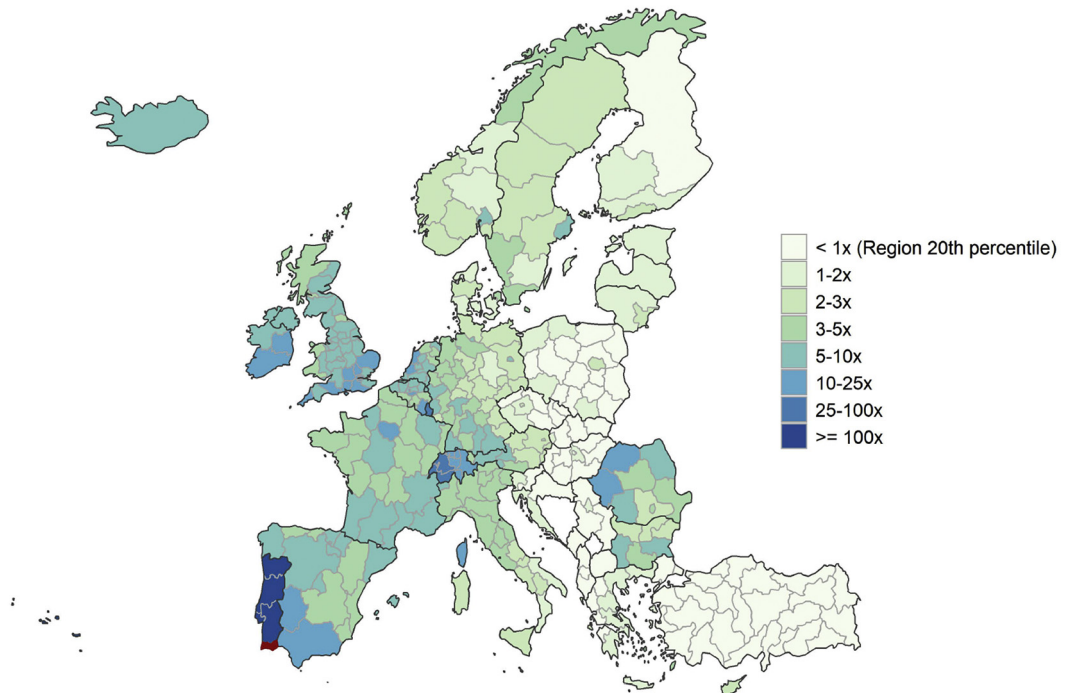 < 1x (Region 20th percentile)
1-2x
2-3x
3-5x
5-10x
10-25x
25-100x
>= 100x